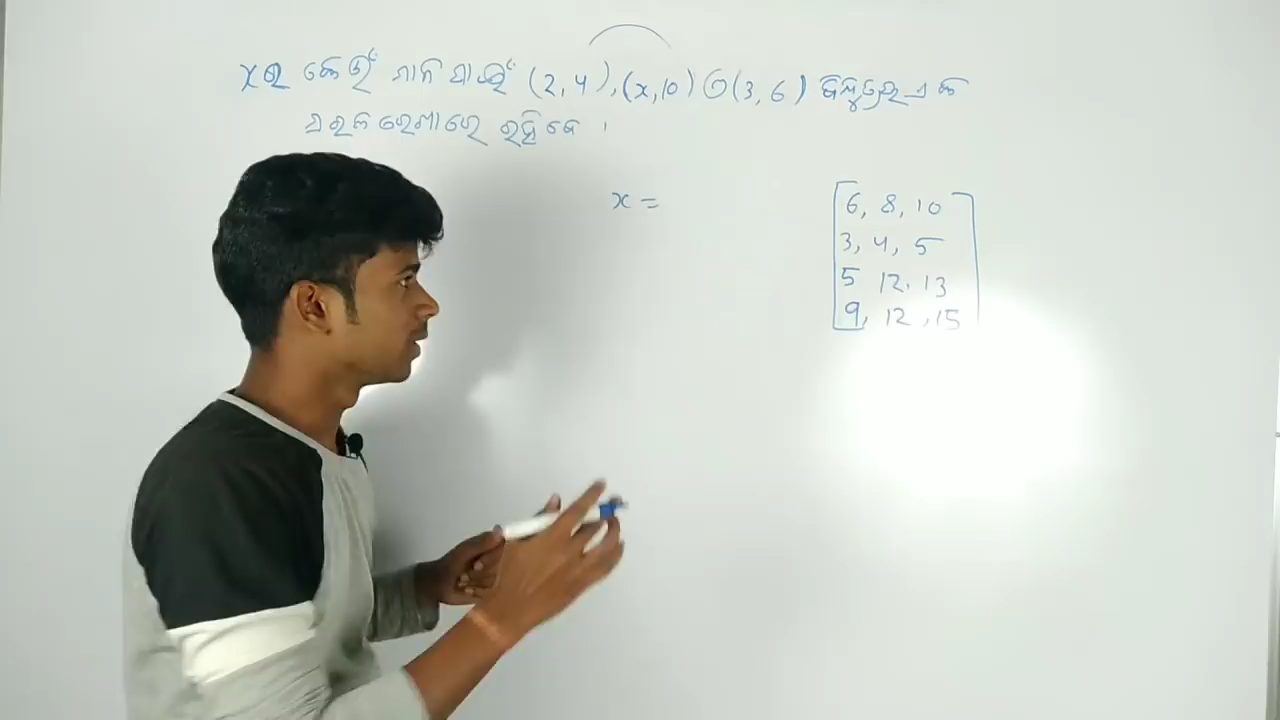 xର କେଉଁ ମାନ ପାଇଁ (2, 4), (x, 10) ଓ (3, 6) ବିନ୍ଦୁତ୍ରୟ ଏକ
ସରଳରେଖାରେ ରହିବେ ।
x =
6, 8, 10
3, 4, 5
5 12, 13
9, 12, 15